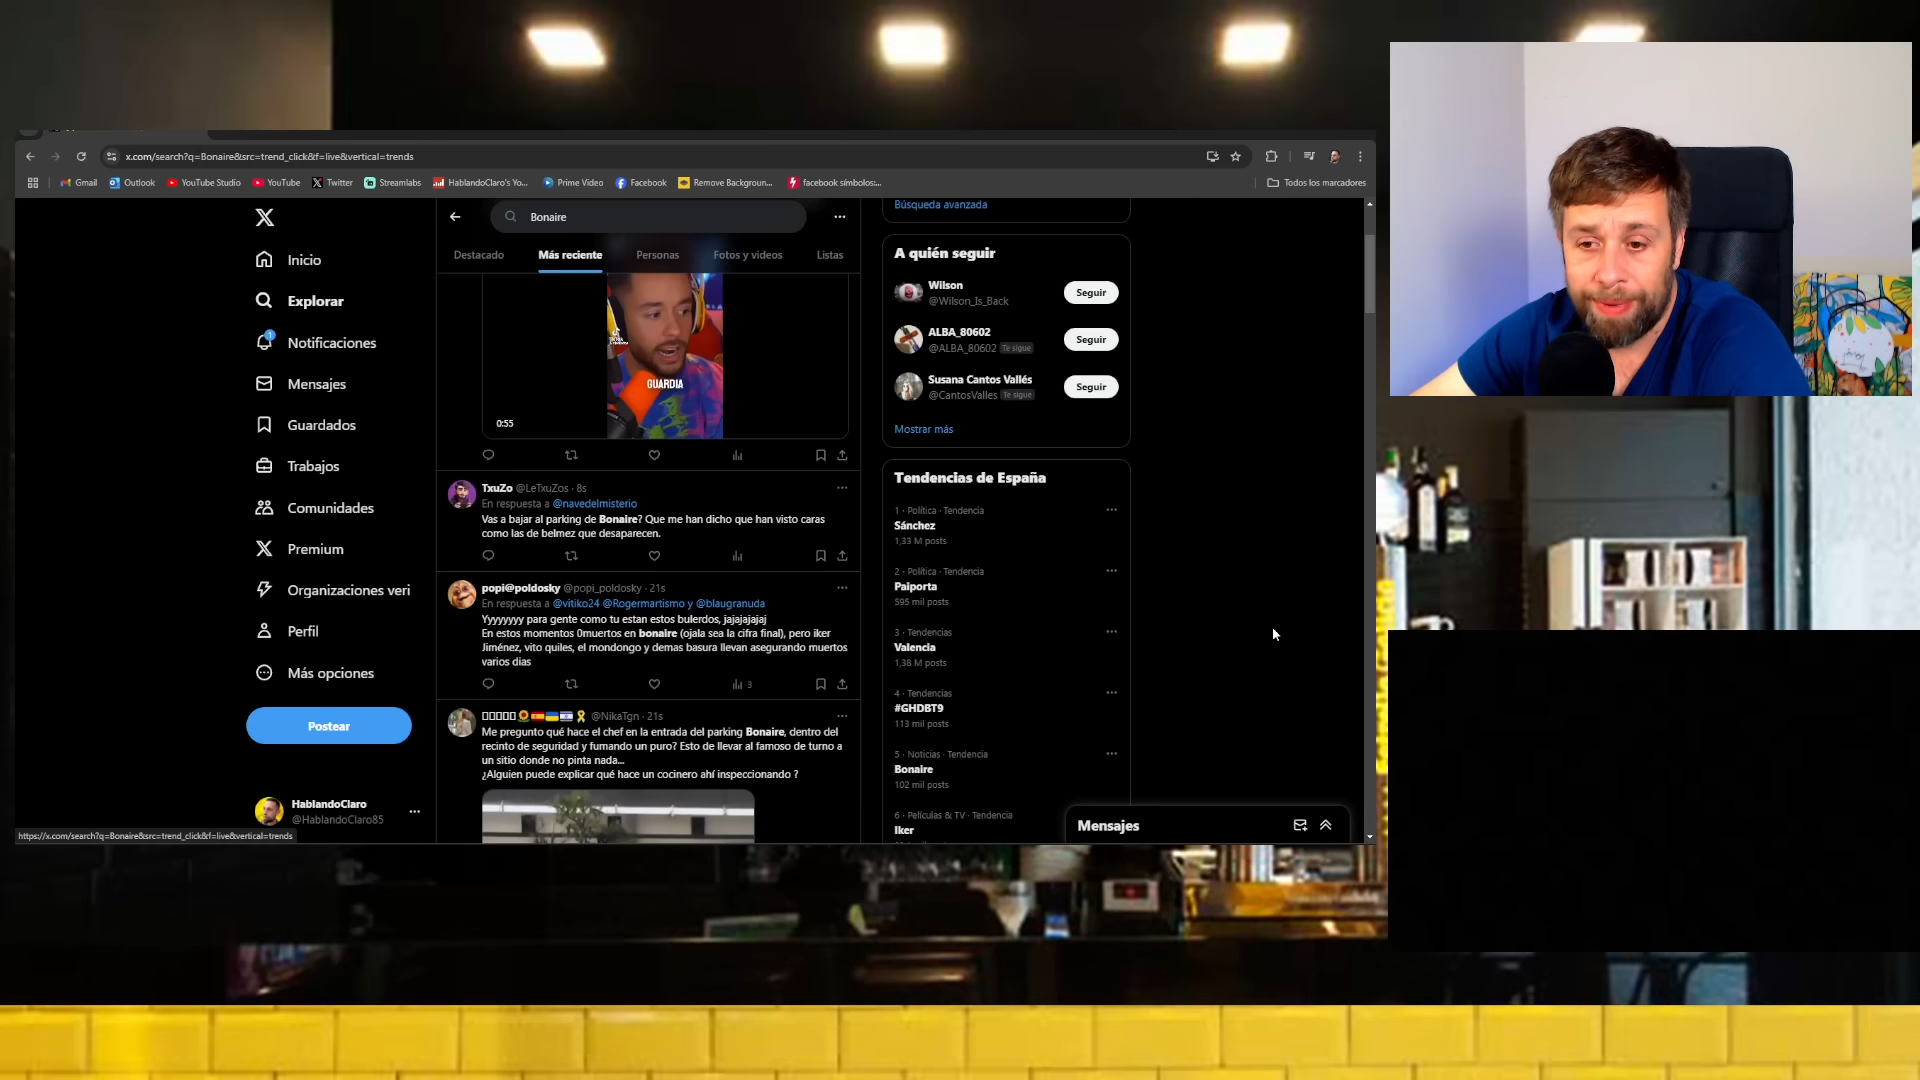 x.com/search?q=Bonaire&src=trend_click&f=live&vertical=trends
Gmail
Outlook
YouTube Studio
YouTube
Twitter
Streamlabs
HablandoClaro's Yo...
Prime Video
Facebook
Remove Backgroun...
facebook símbolos:...
Todos los marcadores
Inicio
Explorar
1
Notificaciones
Mensajes
Guardados
Trabajos
Comunidades
Premium
Organizaciones veri
Perfil
Más opciones
Postear
HablandoClaro
@HablandoClaro85
https://x.com/search?q=Bonaire&src=trend_click&f=live&vertical=trends
Bonaire
Destacado
Más reciente
Personas
Fotos y videos
Listas
GUARDIA
0:55
TxuZo @LeTxuZos · 8s
En respuesta a @navedelmisterio
Vas a bajar al parking de Bonaire? Que me han dicho que han visto caras
como las de belmez que desaparecen.
popi@poldosky @popi_poldosky · 21s
En respuesta a @vitiko24 @Rogermartismo y @blaugranuda
Yyyyyyyy para gente como tu estan estos bulerdos, jajajajajaj
En estos momentos 0muertos en bonaire (ojala sea la cifra final), pero iker
Jiménez, vito quiles, el mondongo y demas basura llevan asegurando muertos
varios dias
3
@NikaTgn · 21s
Me pregunto qué hace el chef en la entrada del parking Bonaire, dentro del
recinto de seguridad y fumando un puro? Esto de llevar al famoso de turno a
un sitio donde no pinta nada...
¿Alguien puede explicar qué hace un cocinero ahí inspeccionando ?
Búsqueda avanzada
A quién seguir
Wilson
@Wilson_Is_Back
Seguir
ALBA_80602
@ALBA_80602 Te sigue
Seguir
Susana Cantos Vallés
@CantosValles Te sigue
Seguir
Mostrar más
Tendencias de España
1 · Política · Tendencia
Sánchez
1,33 M posts
2 · Política · Tendencia
Paiporta
595 mil posts
3 · Tendencias
Valencia
1,38 M posts
4 · Tendencias
#GHDBT9
113 mil posts
5 · Noticias · Tendencia
Bonaire
102 mil posts
6 · Películas & TV · Tendencia
Iker
Mensajes